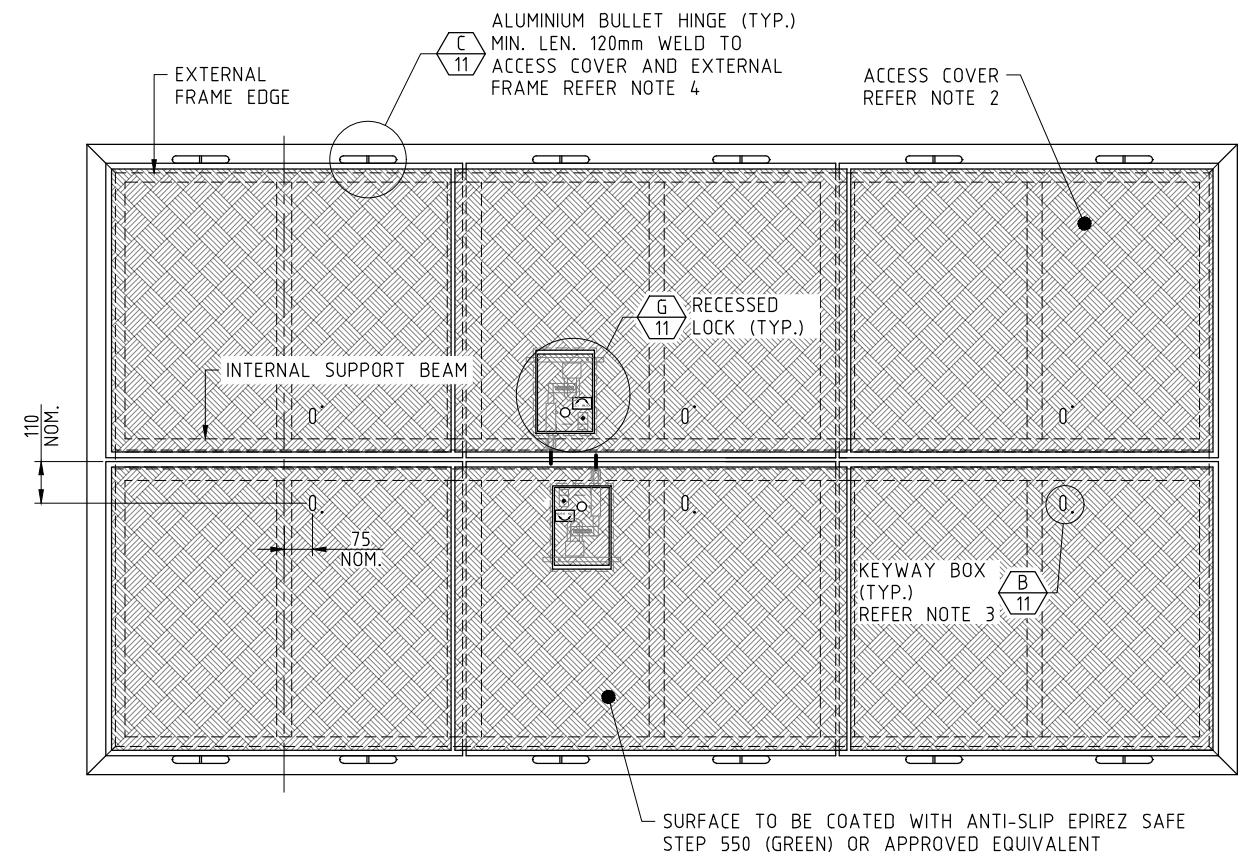 ALUMINIUM BULLET HINGE (TYP.)
MIN. LEN. 120mm WELD TO
ACCESS COVER AND EXTERNAL
FRAME REFER NOTE 4
C
11
EXTERNAL
FRAME EDGE
ACCESS COVER
REFER NOTE 2
G
11
RECESSED
LOCK (TYP.)
INTERNAL SUPPORT BEAM
110
NOM.
75
NOM.
KEYWAY BOX
(TYP.)
REFER NOTE 3
B
11
SURFACE TO BE COATED WITH ANTI-SLIP EPIREZ SAFE
STEP 550 (GREEN) OR APPROVED EQUIVALENT